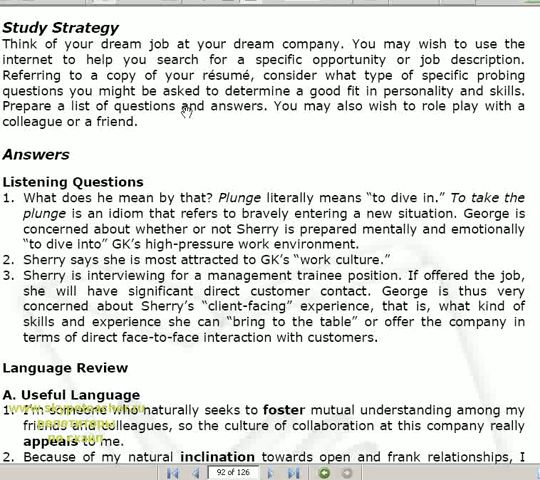 Study Strategy
Think of your dream job at your dream company. You may wish to use the
internet to help you search for a specific opportunity or job description.
Referring to a copy of your résumé, consider what type of specific probing
questions you might be asked to determine a good fit in personality and skills.
Prepare a list of questions and answers. You may also wish to role play with a
colleague or a friend.
Answers
Listening Questions
1. What does he mean by that? Plunge literally means “to dive in.” To take the
plunge is an idiom that refers to bravely entering a new situation. George is
concerned about whether or not Sherry is prepared mentally and emotionally
“to dive into” GK’s high-pressure work environment.
2. Sherry says she is most attracted to GK’s “work culture.”
3. Sherry is interviewing for a management trainee position. If offered the job,
she will have significant direct customer contact. George is thus very
concerned about Sherry’s “client-facing” experience, that is, what kind of
skills and experience she can “bring to the table” or offer the company in
terms of direct face-to-face interaction with customers.
Language Review
A. Useful Language
1. I’m someone who naturally seeks to foster mutual understanding among my
friends and colleagues, so the culture of collaboration at this company really
appeals to me.
2. Because of my natural inclination towards open and frank relationships, I
репетиторы
по скайп
92 of 126